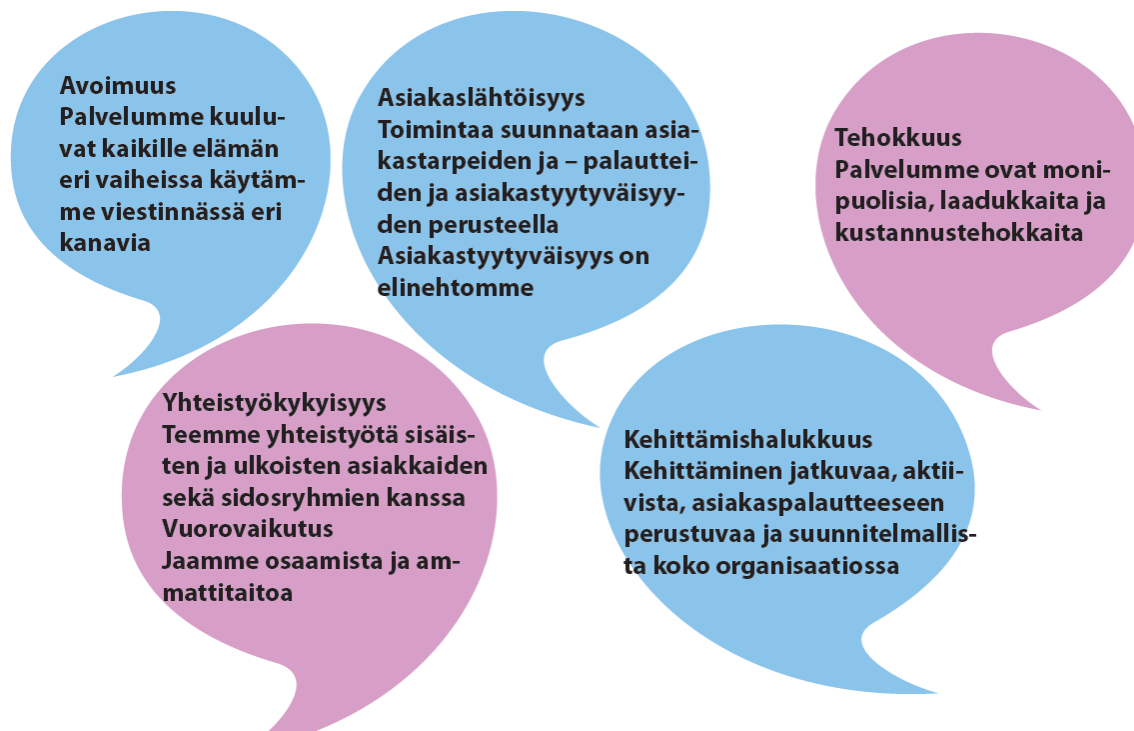 Avoimuus
Palvelumme kuulu-
vat kaikille elämän
eri vaiheissa käytäm-
me viestinnässä eri
kanavia
Asiakaslähtöisyys
Toimintaa suunnataan asia-
kastarpeiden ja – palauttei-
den ja asiakastyytyväisyy-
den perusteella
Asiakastyytyväisyys on
elinehtomme
Tehokkuus
Palvelumme ovat moni-
puolisia, laadukkaita ja
kustannustehokkaita
Yhteistyökykyisyys
Teemme yhteistyötä sisäis-
ten ja ulkoisten asiakkaiden
sekä sidosryhmien kanssa
Vuorovaikutus
Jaamme osaamista ja am-
mattitaitoa
Kehittämishalukkuus
Kehittäminen jatkuvaa, aktii-
vista, asiakaspalautteeseen
perustuvaa ja suunnitelmallis-
ta koko organisaatiossa